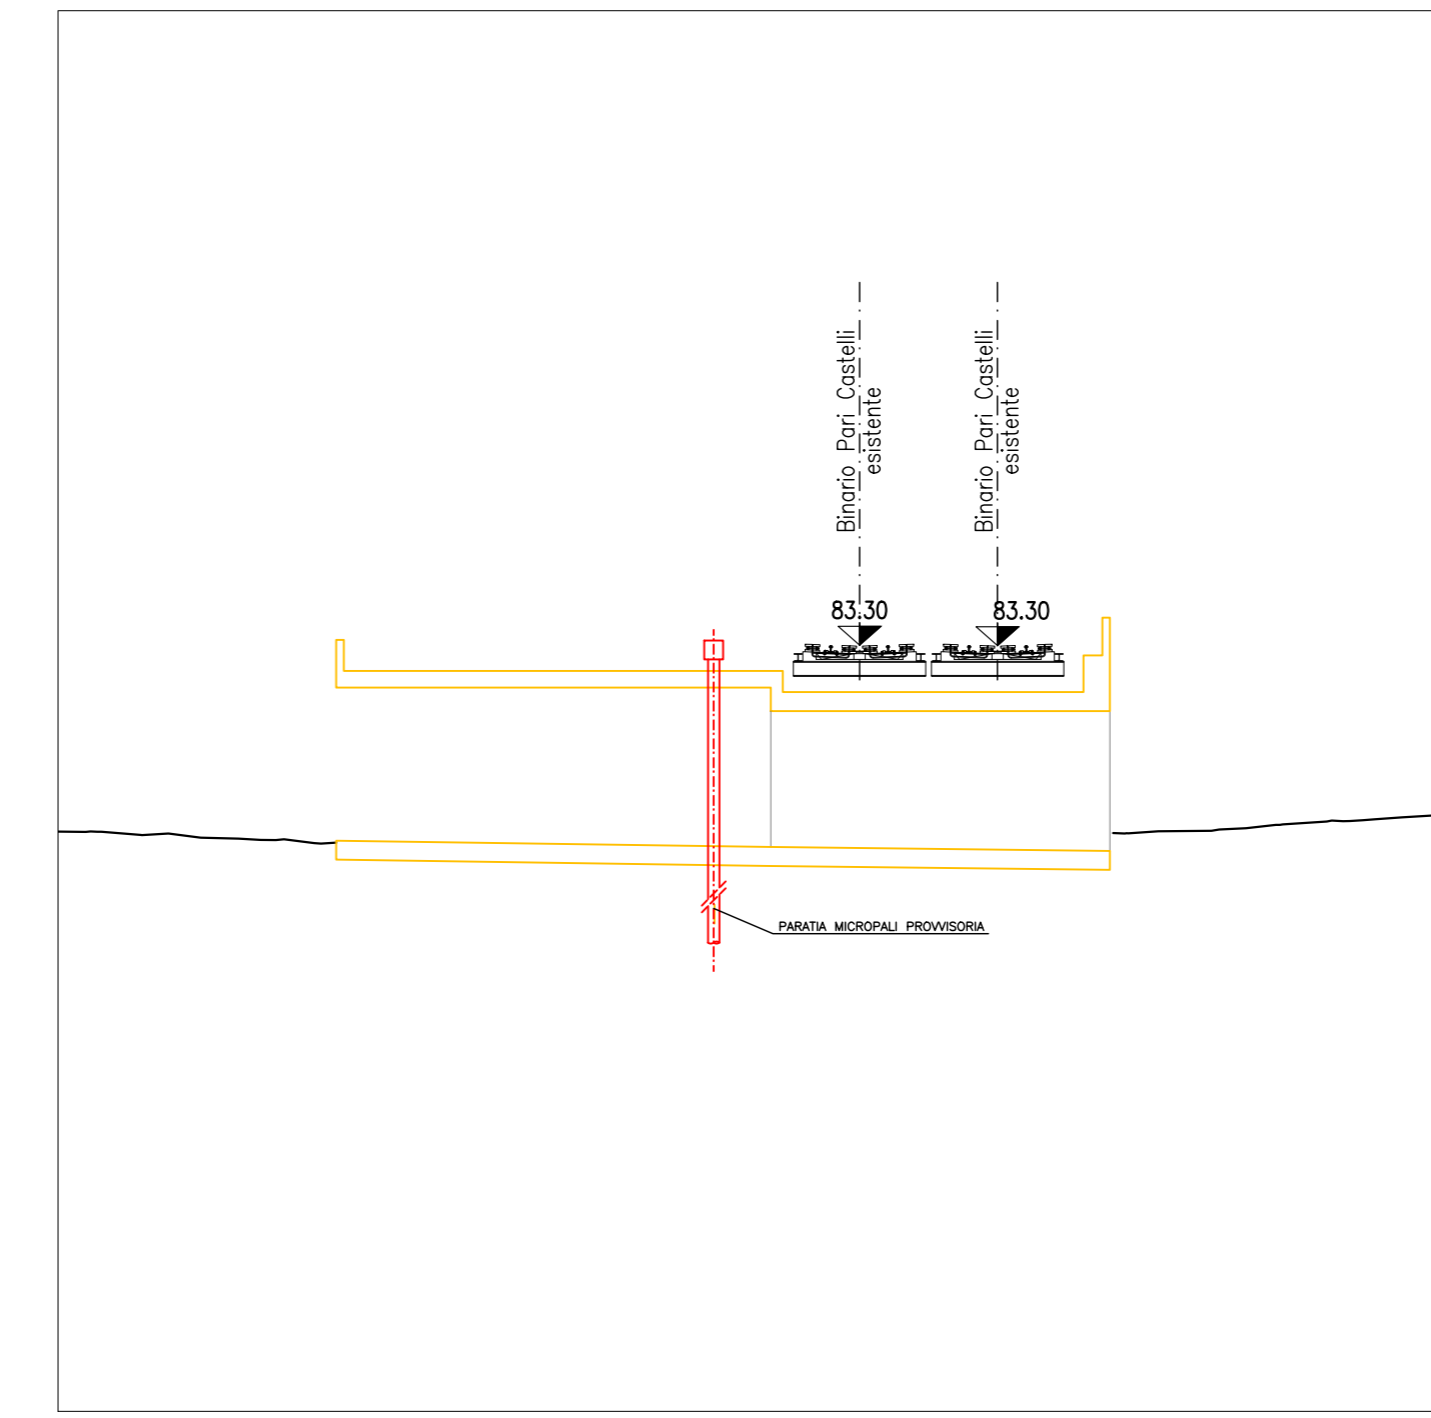 Binario Pari Castelli
esistente
Binario Pari Castelli
esistente
83.30
83.30
PARATIA MICROPALI PROVVISORIA